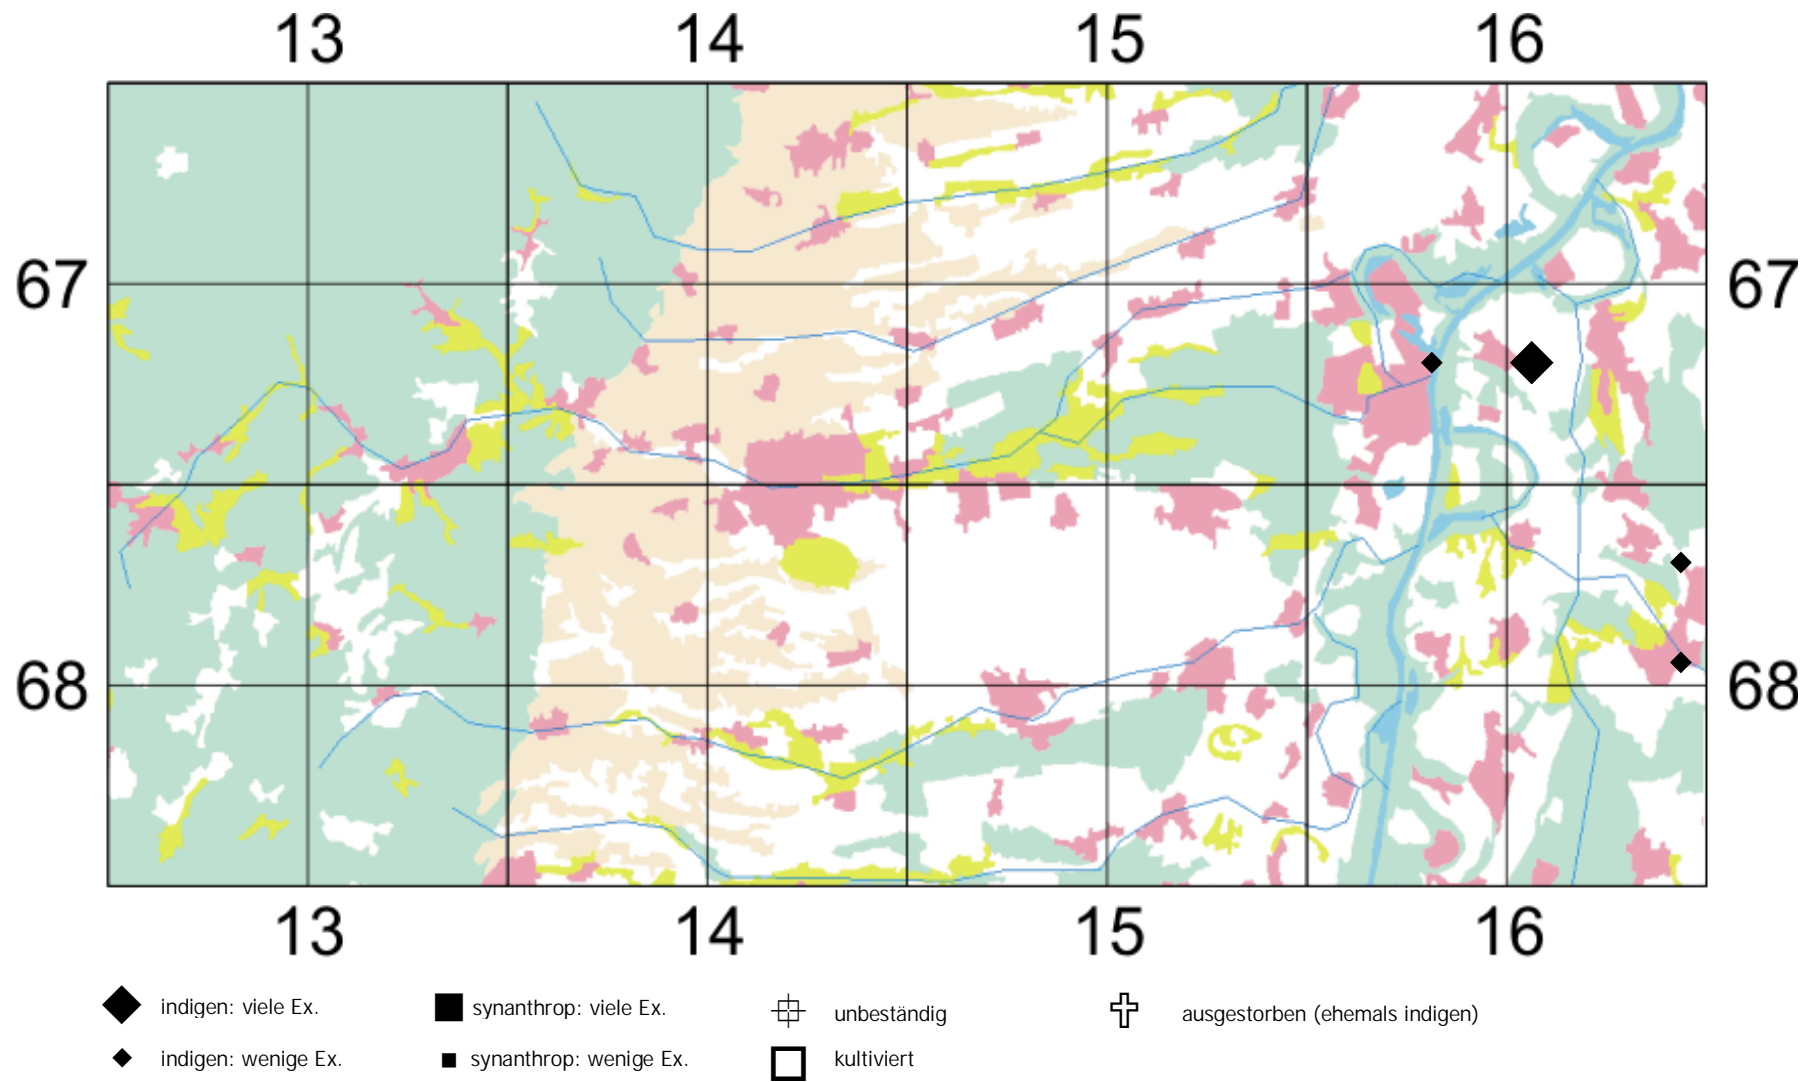 13 14 15 16
67 67
68 68
13 14 15 16
indigen: viele Ex. synanthrop: viele Ex. unbeständig ausgestorben (ehemals indigen)
indigen: wenige Ex. synanthrop: wenige Ex. kultiviert